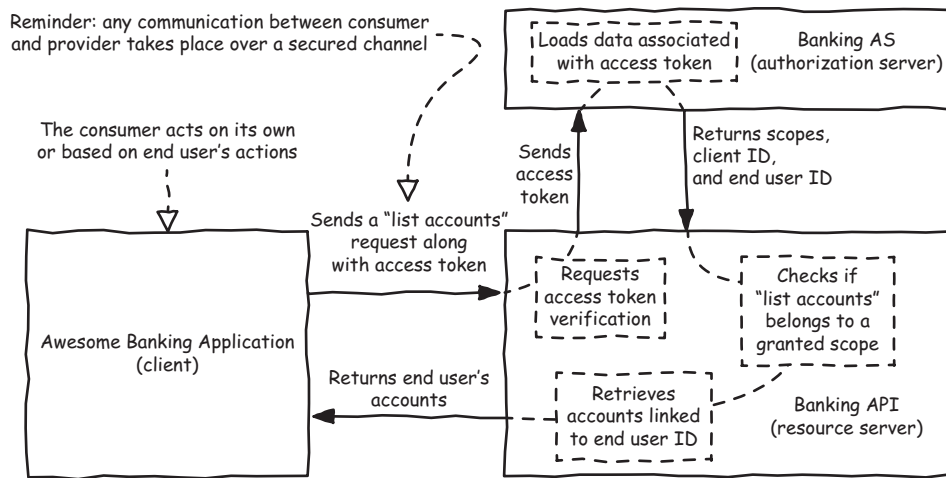 Reminder: any communication between consumer
and provider takes place over a secured channel
Loads data associated
with access token
Banking AS
(authorization server)
The consumer acts on its own
or based on end user's actions
Sends
access
token
Returns scopes,
client ID,
and end user ID
Sends a “list accounts”
request along
with access token
Requests
access token
verification
Checks if
“list accounts”
belongs to a
granted scope
Awesome Banking Application
(client)
Returns end user's
accounts
Retrieves
accounts linked
to end user ID
Banking API
(resource server)